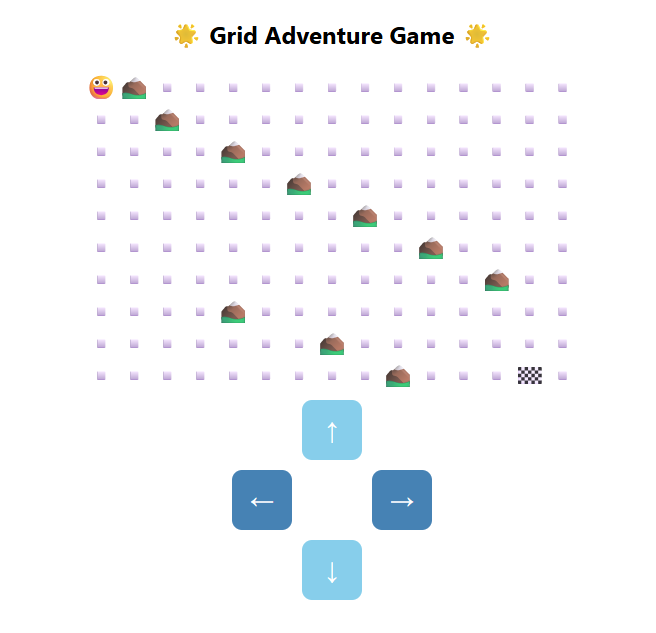 🌟 Grid Adventure Game 🌟
↑
← →
↓